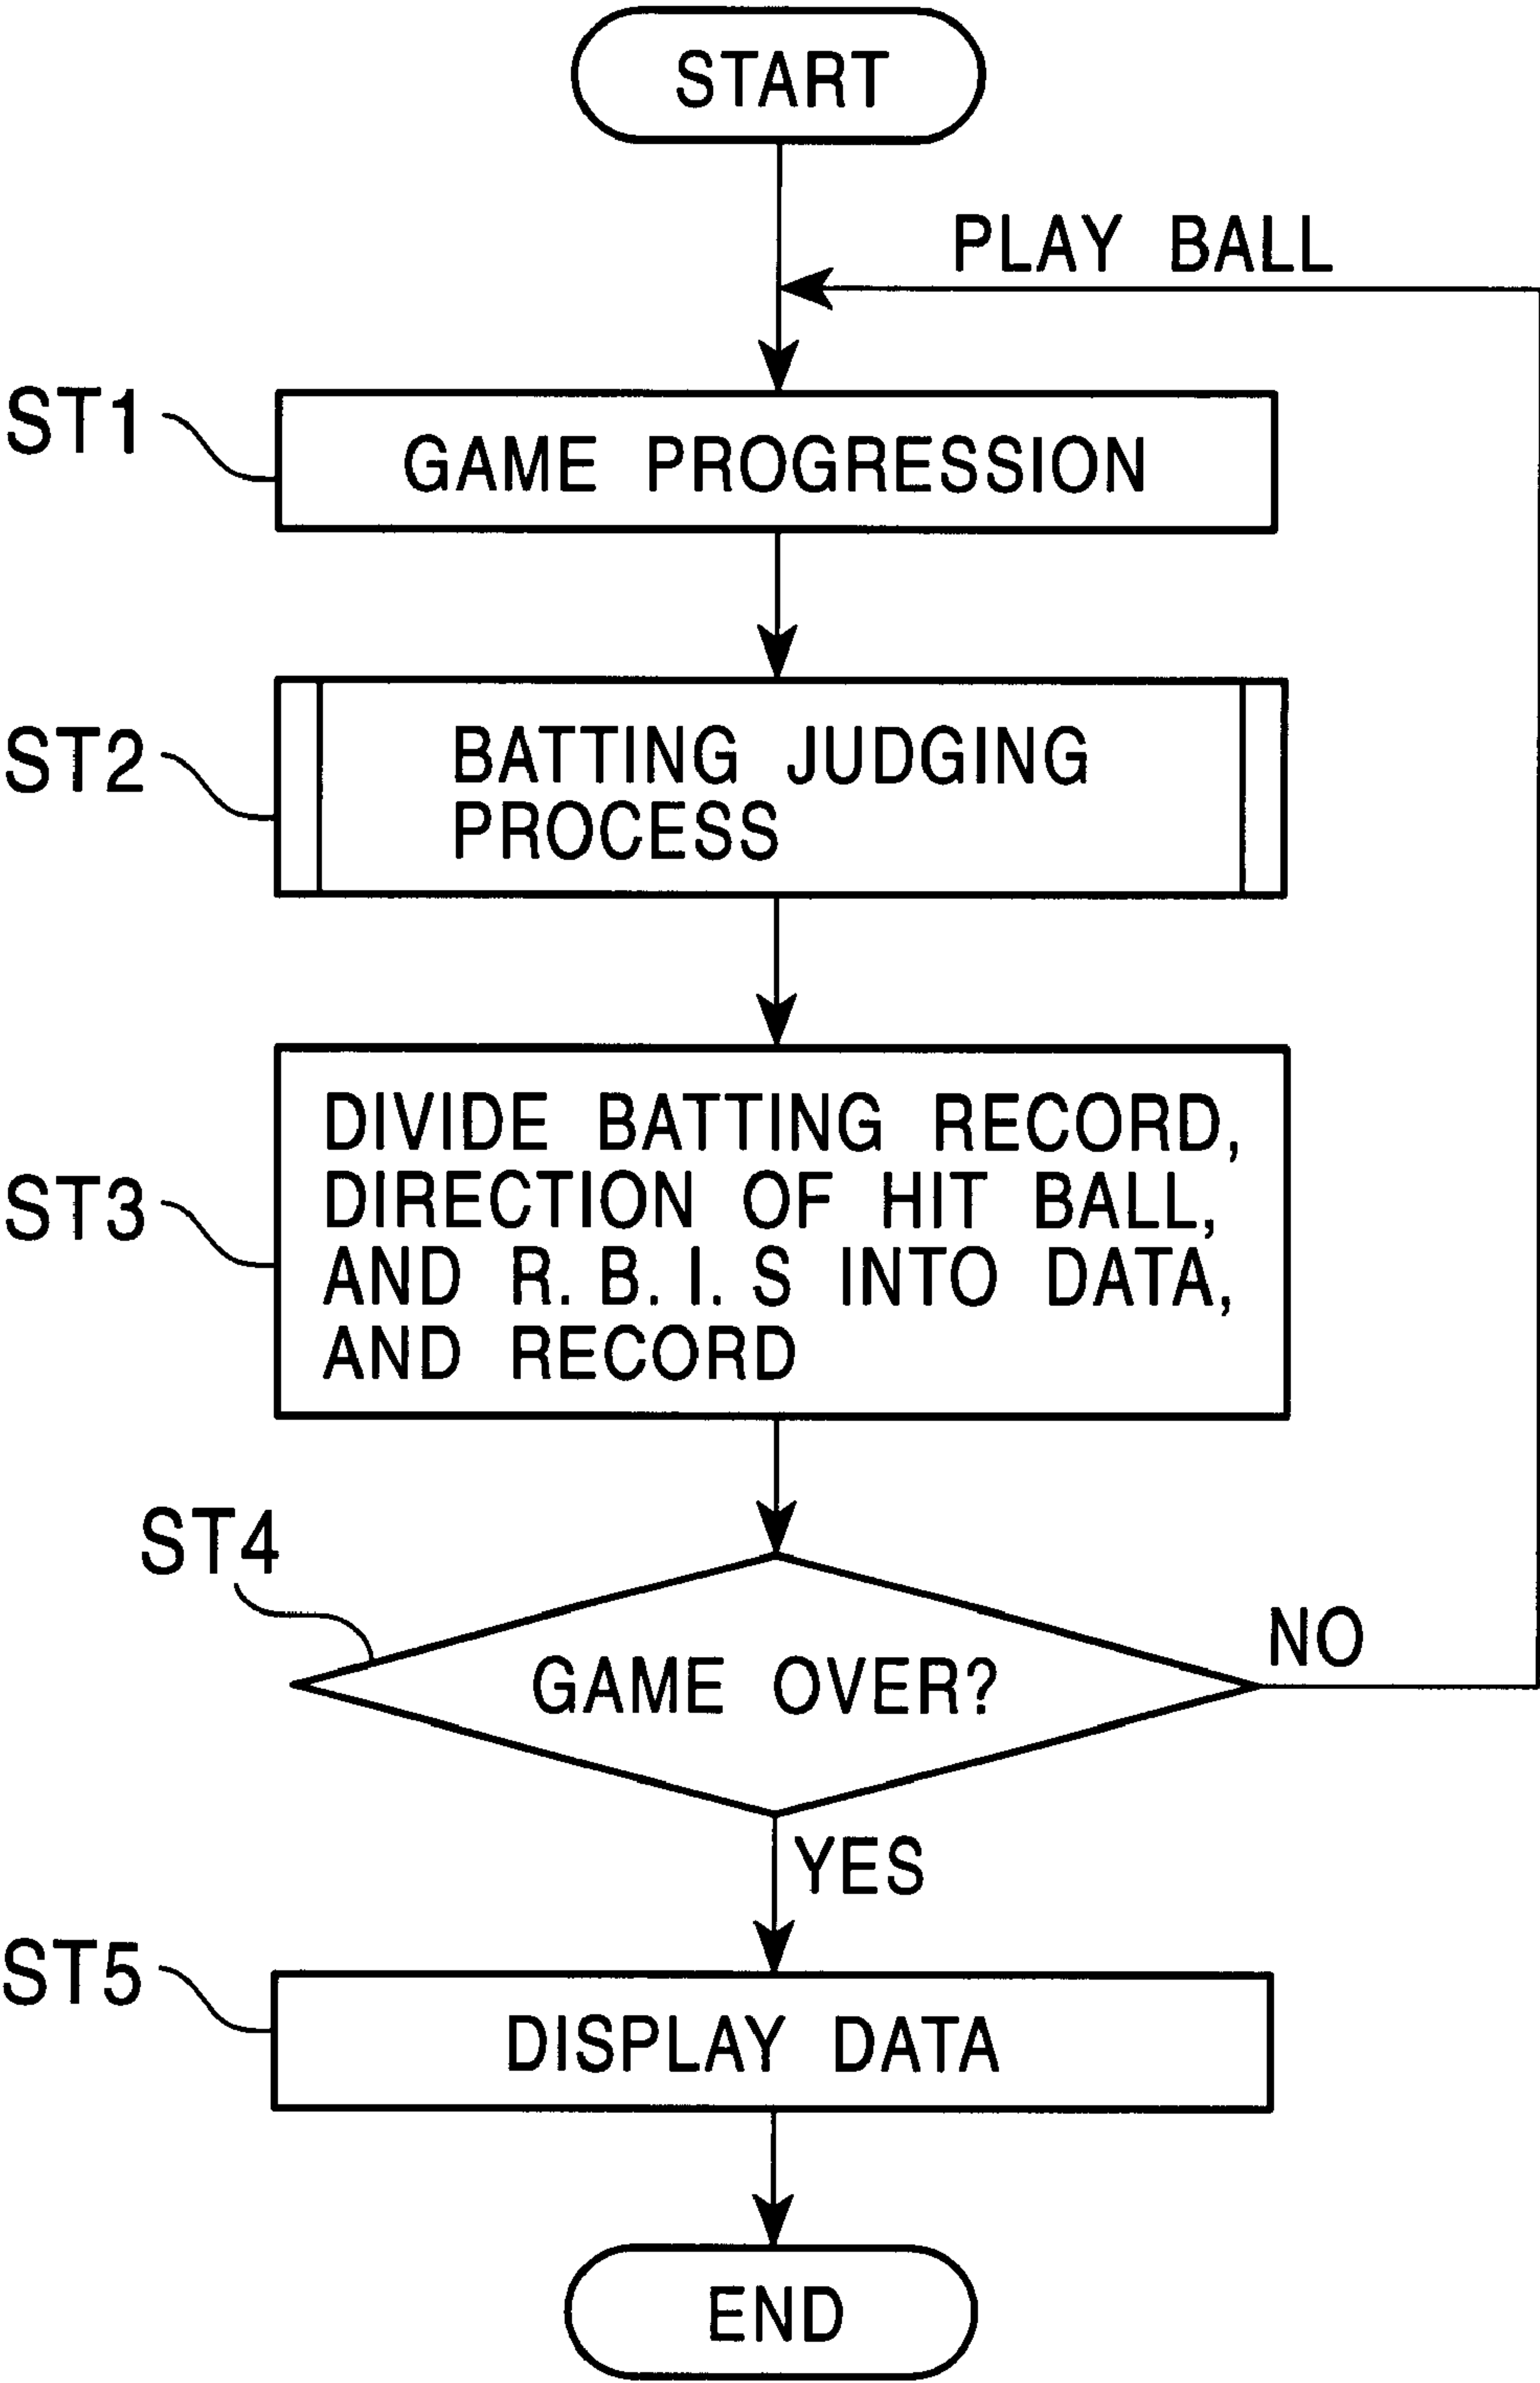 START
PLAY BALL
ST1
GAME PROGRESSION
ST2
BATTING JUDGING
PROCESS
ST3
DIVIDE BATTING RECORD,
DIRECTION OF HIT BALL,
AND R. B. I. S INTO DATA,
AND RECORD
ST4
GAME OVER?
NO
YES
ST5
DISPLAY DATA
END